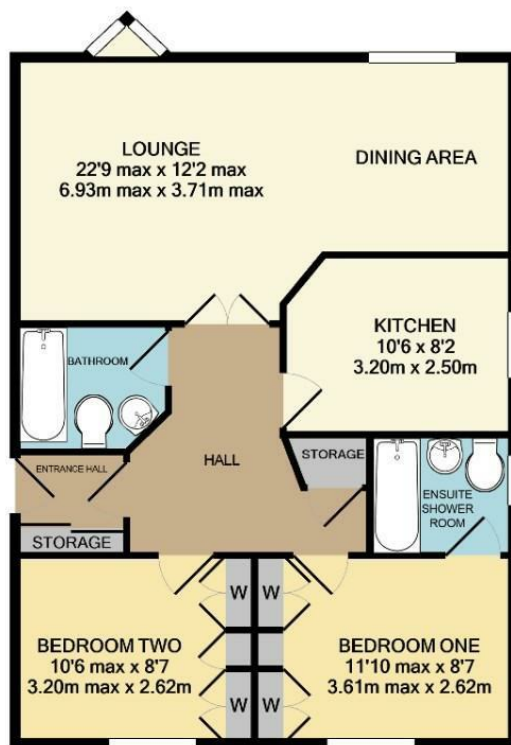 LOUNGE
22'9 max x 12'2 max
6.93m max x 3.71m max
DINING AREA
KITCHEN
10'6 x 8'2
3.20m x 2.50m
BATHROOM
HALL
ENTRANCE HALL
STORAGE
STORAGE
ENSUITE
SHOWER
ROOM
W
W
BEDROOM TWO
10'6 max x 8'7
3.20m max x 2.62m
BEDROOM ONE
11'10 max x 8'7
3.61m max x 2.62m
W
W